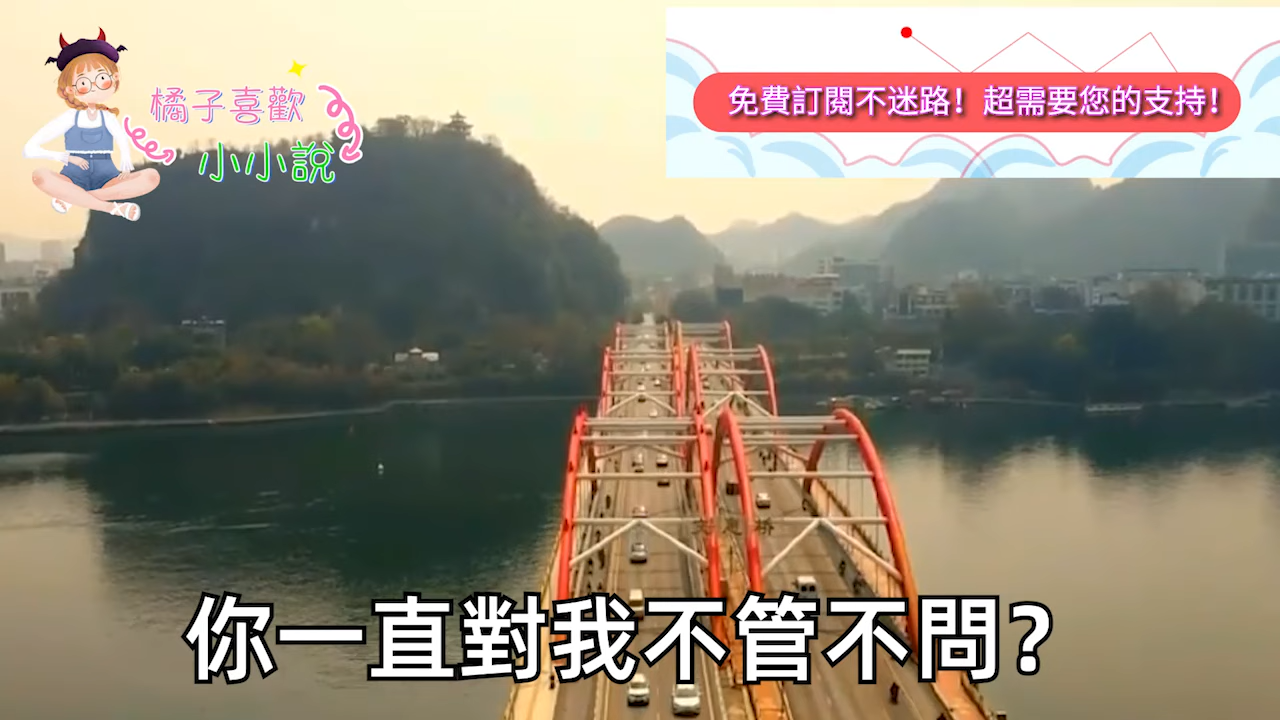 橘子喜歡
小小說
免費訂閱不迷路！超需要您的支持！
你一直對我不管不問？